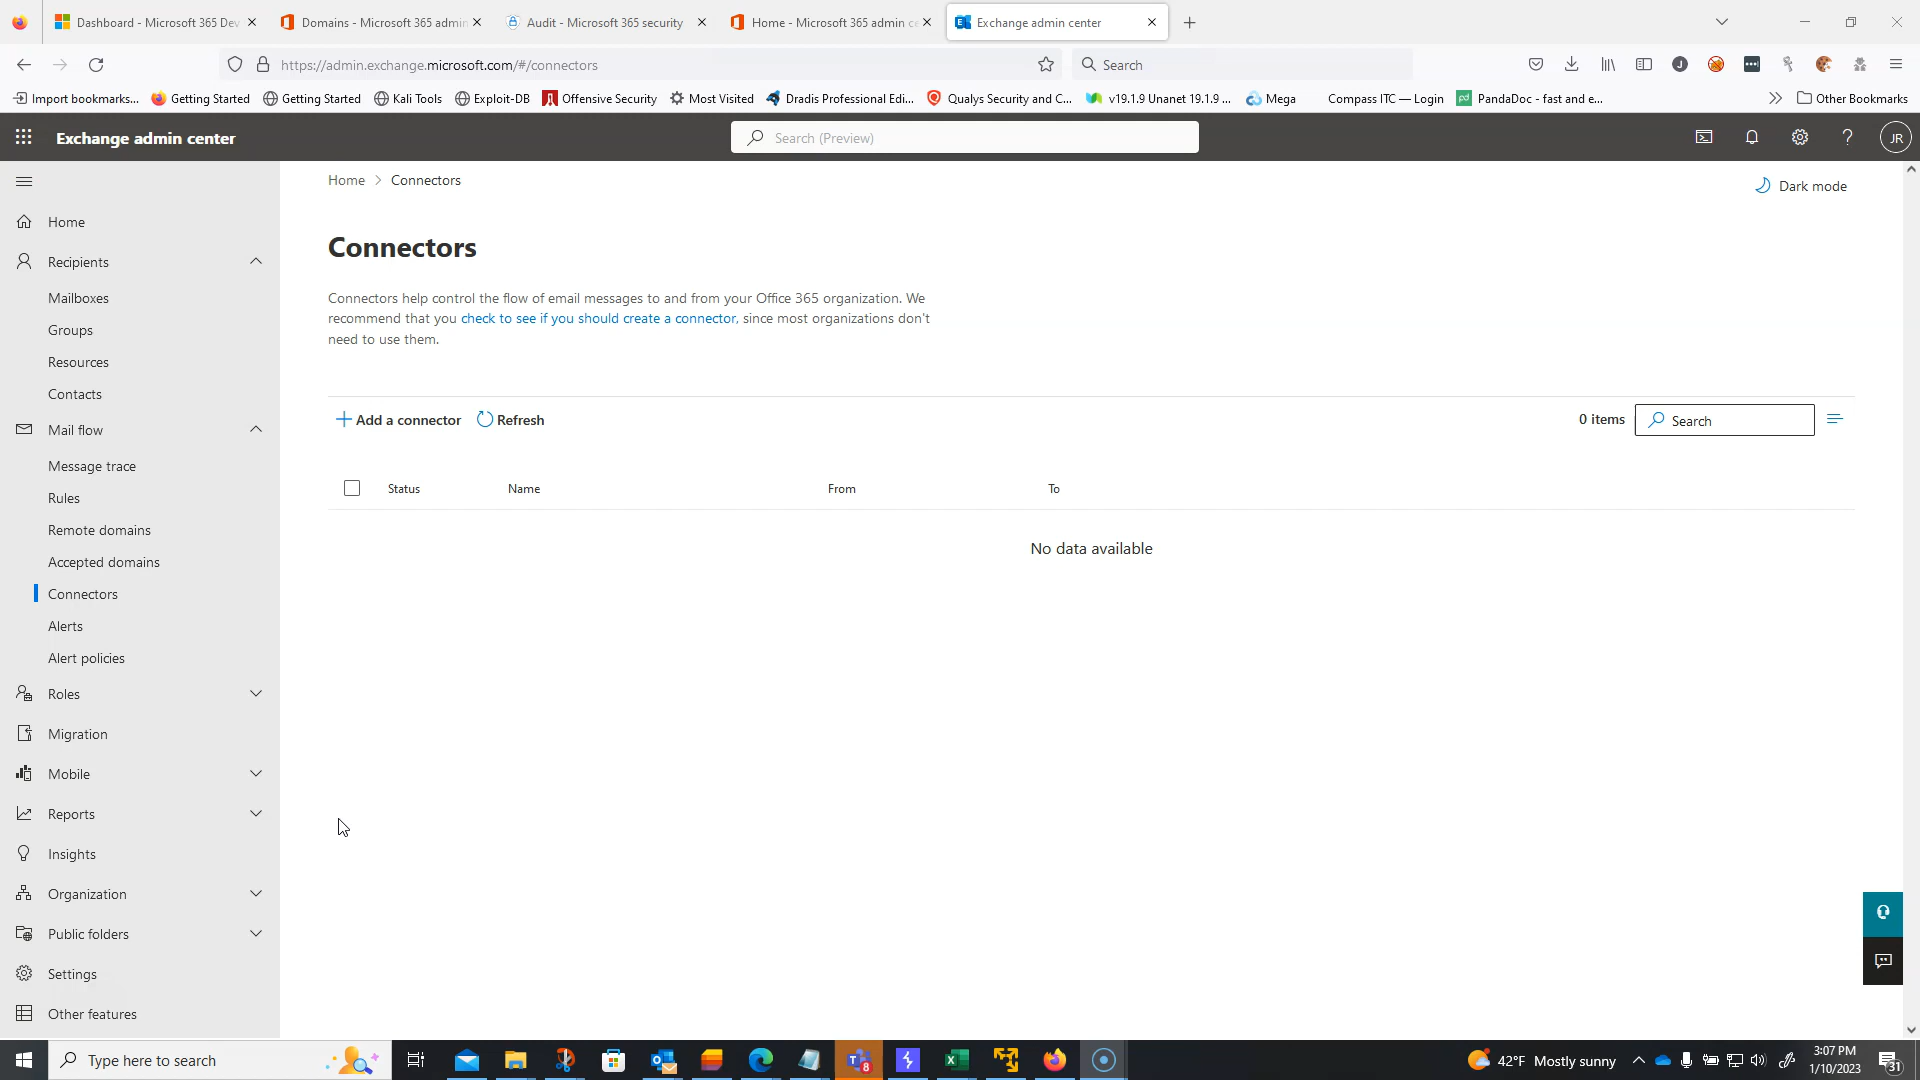 Dashboard - Microsoft 365 Dev
Domains - Microsoft 365 admin
Audit - Microsoft 365 security
Home - Microsoft 365 admin ce
Exchange admin center
https://admin.exchange.microsoft.com/#/connectors
Search
Import bookmarks...
Getting Started
Getting Started
Kali Tools
Exploit-DB
Offensive Security
Most Visited
Dradis Professional Edi...
Qualys Security and C...
v19.1.9 Unanet 19.1.9 ...
Mega
Compass ITC — Login
pd
PandaDoc - fast and e...
Other Bookmarks
Exchange admin center
Search (Preview)
JR
Home
Connectors
Dark mode
Home
Recipients
Mailboxes
Groups
Resources
Contacts
Mail flow
Message trace
Rules
Remote domains
Accepted domains
Connectors
Alerts
Alert policies
Roles
Migration
Mobile
Reports
Insights
Organization
Public folders
Settings
Other features
Connectors
Connectors help control the flow of email messages to and from your Office 365 organization. We
recommend that you check to see if you should create a connector, since most organizations don't
need to use them.
Add a connector
Refresh
0 items
Search
Status
Name
From
To
No data available
Type here to search
8
42°F Mostly sunny
3:07 PM
1/10/2023
31